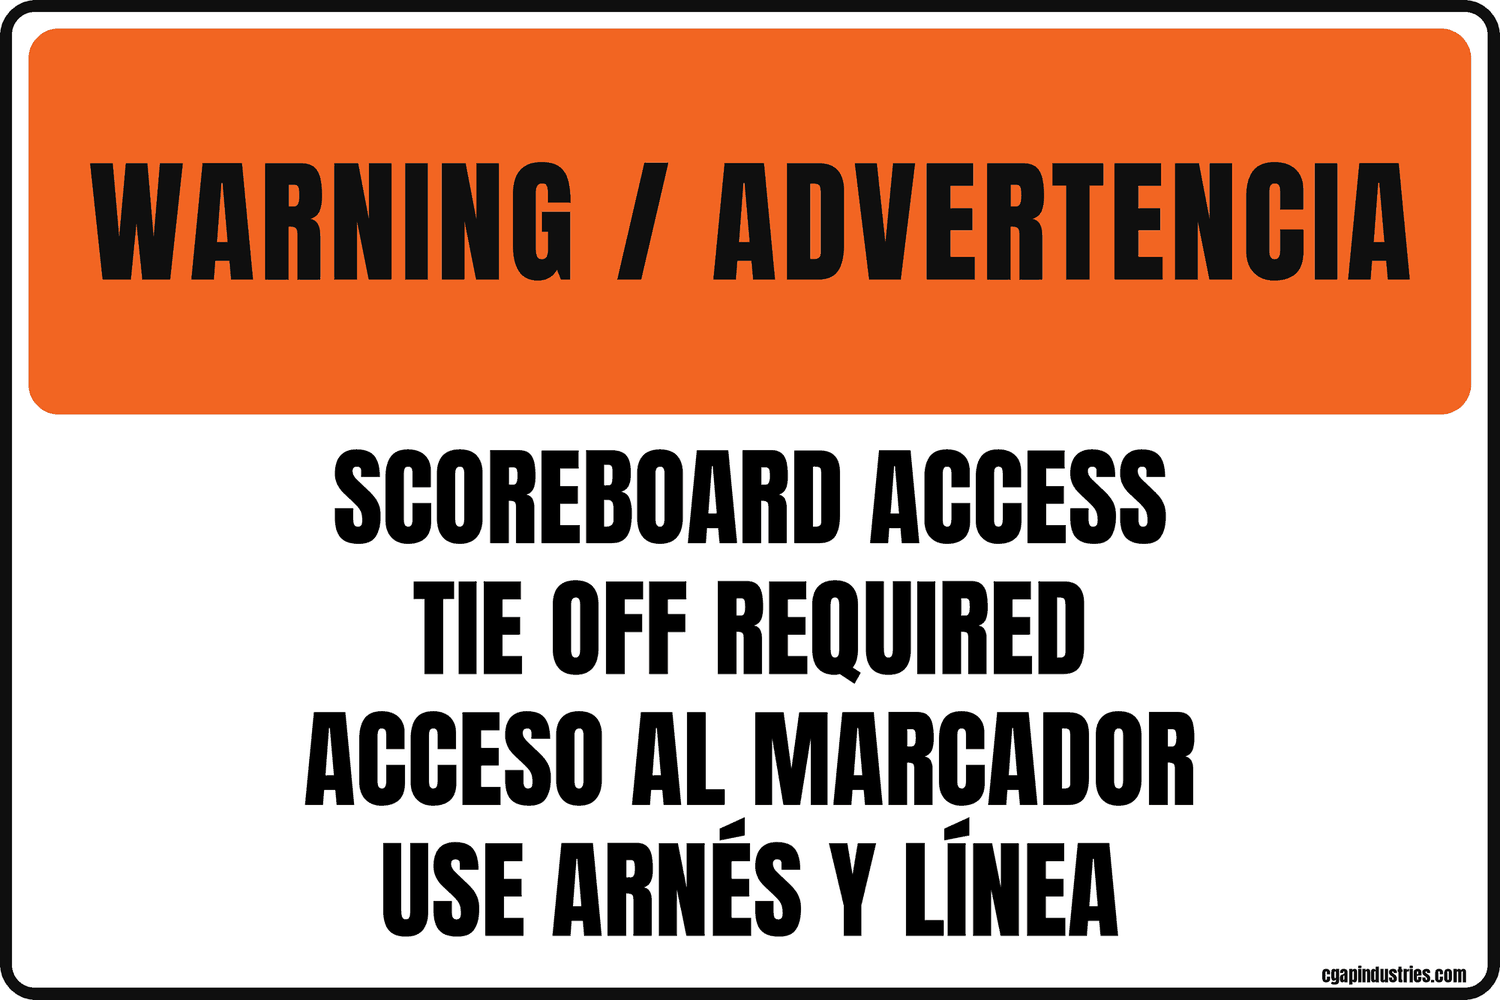 WARNING / ADVERTENCIA
SCOREBOARD ACCESS
TIE OFF REQUIRED
ACCESO AL MARCADOR
USE ARNÉS Y LÍNEA
cgapindustries.com